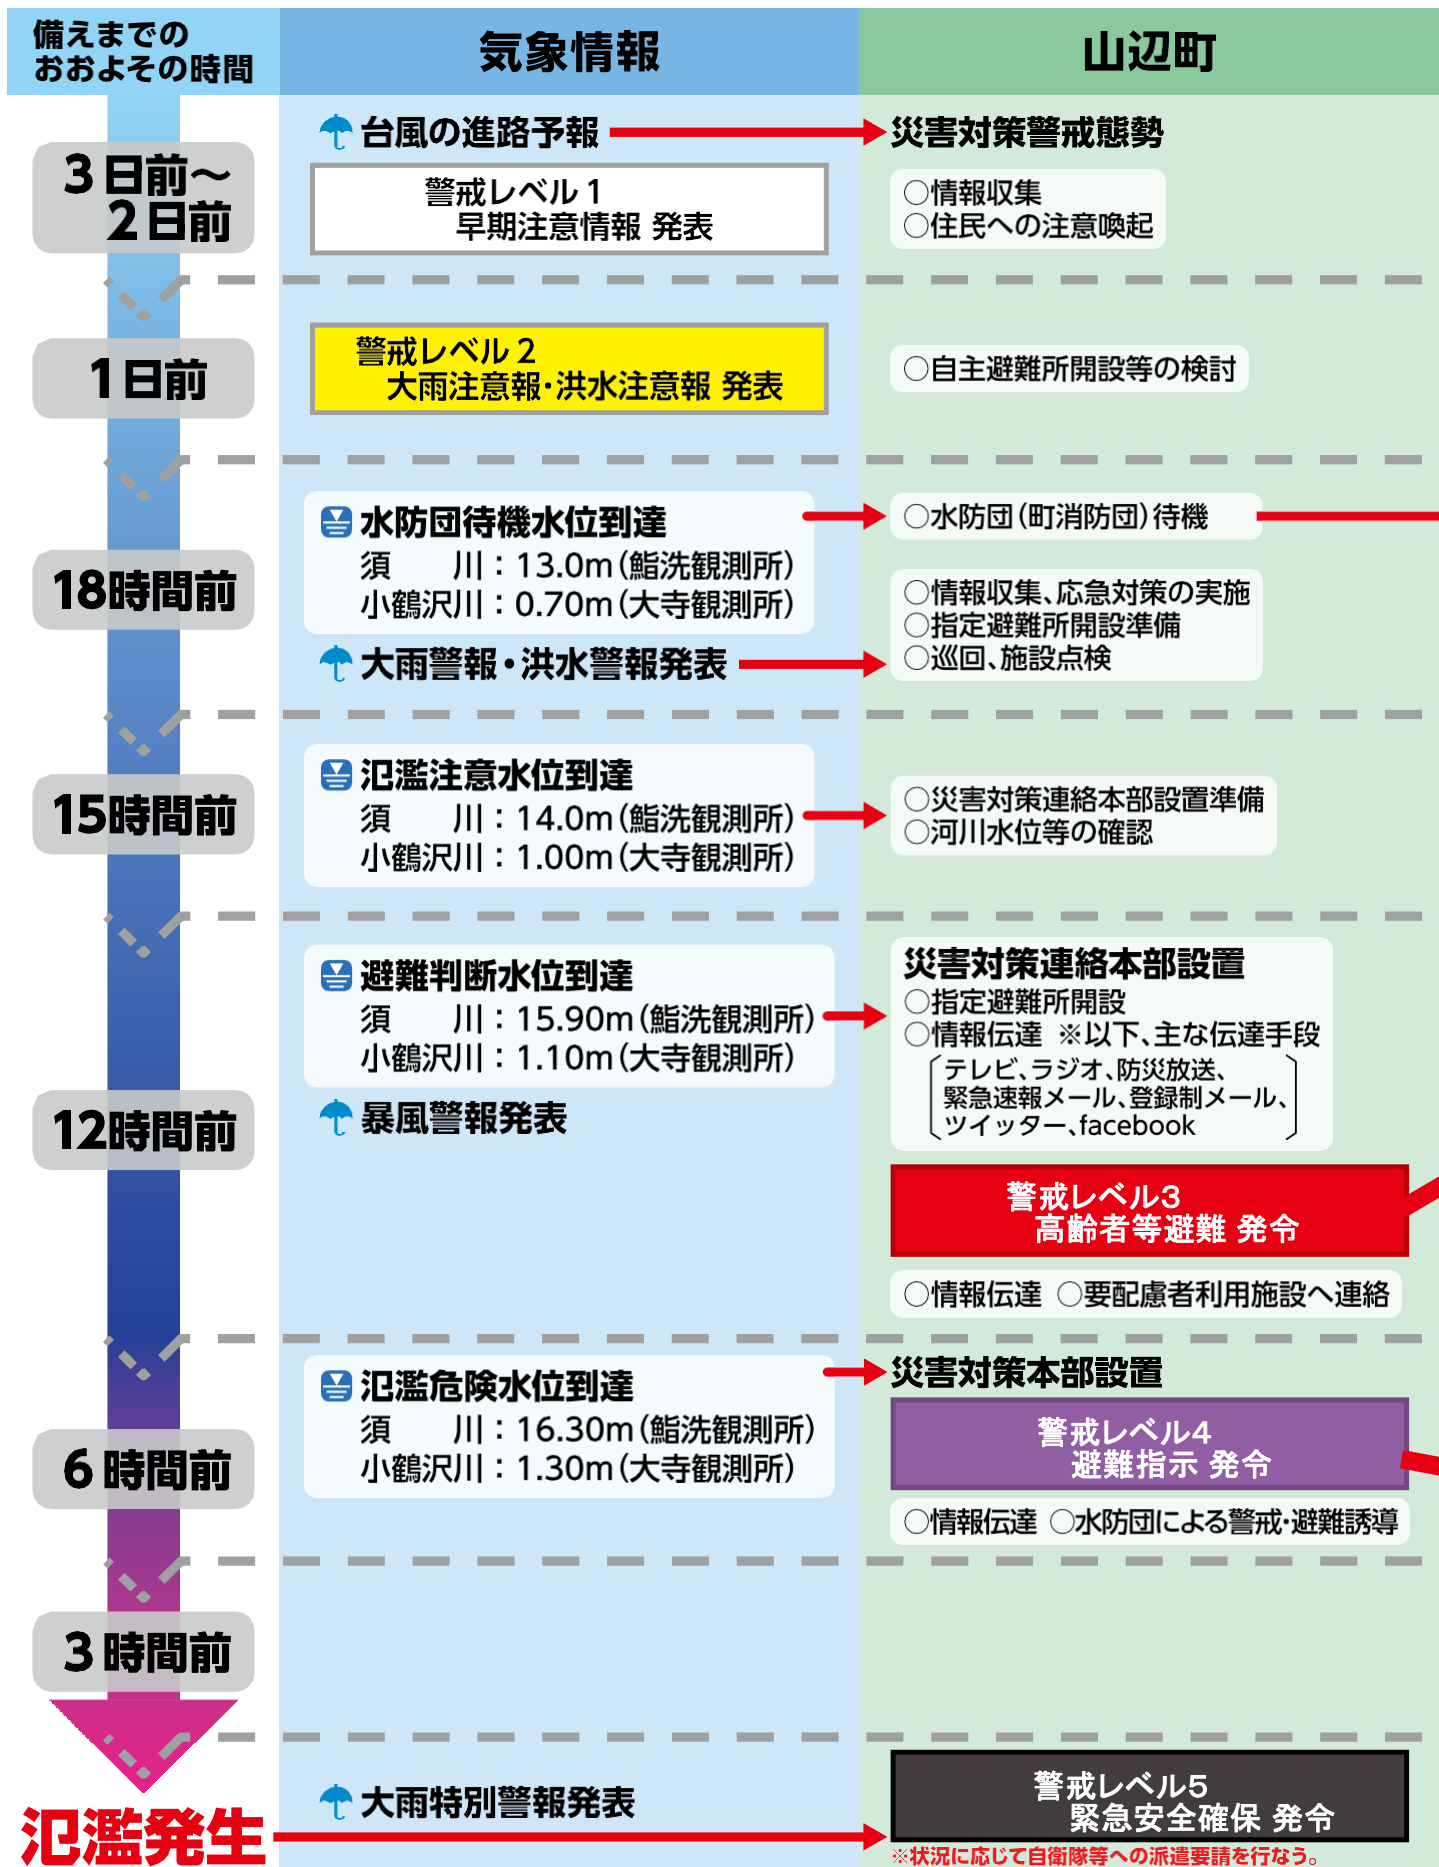 備えまでの
おおよその時間
気象情報
山辺町
3日前～
2日前
台風の進路予報
警戒レベル1
早期注意情報 発表
災害対策警戒態勢
○情報収集
○住民への注意喚起
1日前
警戒レベル2
大雨注意報・洪水注意報 発表
○自主避難所開設等の検討
18時間前
水防団待機水位到達
須　　川：13.0m（鮨洗観測所）
小鶴沢川：0.70m（大寺観測所）
大雨警報・洪水警報発表
○水防団（町消防団）待機
○情報収集、応急対策の実施
○指定避難所開設準備
○巡回、施設点検
15時間前
氾濫注意水位到達
須　　川：14.0m（鮨洗観測所）
小鶴沢川：1.00m（大寺観測所）
○災害対策連絡本部設置準備
○河川水位等の確認
12時間前
避難判断水位到達
須　　川：15.90m（鮨洗観測所）
小鶴沢川：1.10m（大寺観測所）
暴風警報発表
災害対策連絡本部設置
○指定避難所開設
○情報伝達 ※以下、主な伝達手段
テレビ、ラジオ、防災放送、
緊急速報メール、登録制メール、
ツイッター、facebook
警戒レベル3
高齢者等避難 発令
○情報伝達 ○要配慮者利用施設へ連絡
6時間前
氾濫危険水位到達
須　　川：16.30m（鮨洗観測所）
小鶴沢川：1.30m（大寺観測所）
災害対策本部設置
警戒レベル4
避難指示 発令
○情報伝達 ○水防団による警戒・避難誘導
3時間前
氾濫発生
大雨特別警報発表
警戒レベル5
緊急安全確保 発令
※状況に応じて自衛隊等への派遣要請を行なう。